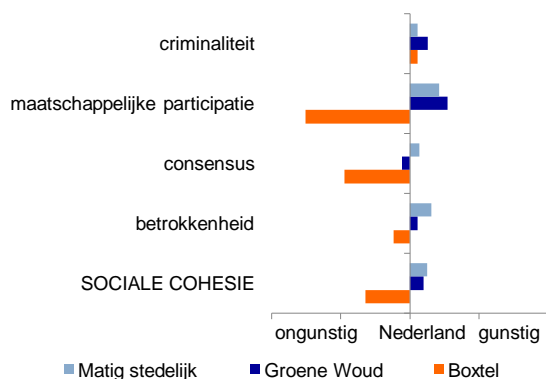 criminaliteit
maatschappelijke participatie
consensus
betrokkenheid
SOCIALE COHESIE
ongunstig Nederland gunstig
Matig stedelijk Groene Woud Boxtel